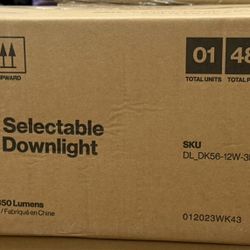 UPWARD
01
48
TOTAL UNITS
TOTAL
Selectable
Downlight
SKU
DL_DK56-12W-3
850 Lumens
/ Fabriqué en Chine
012023WK43